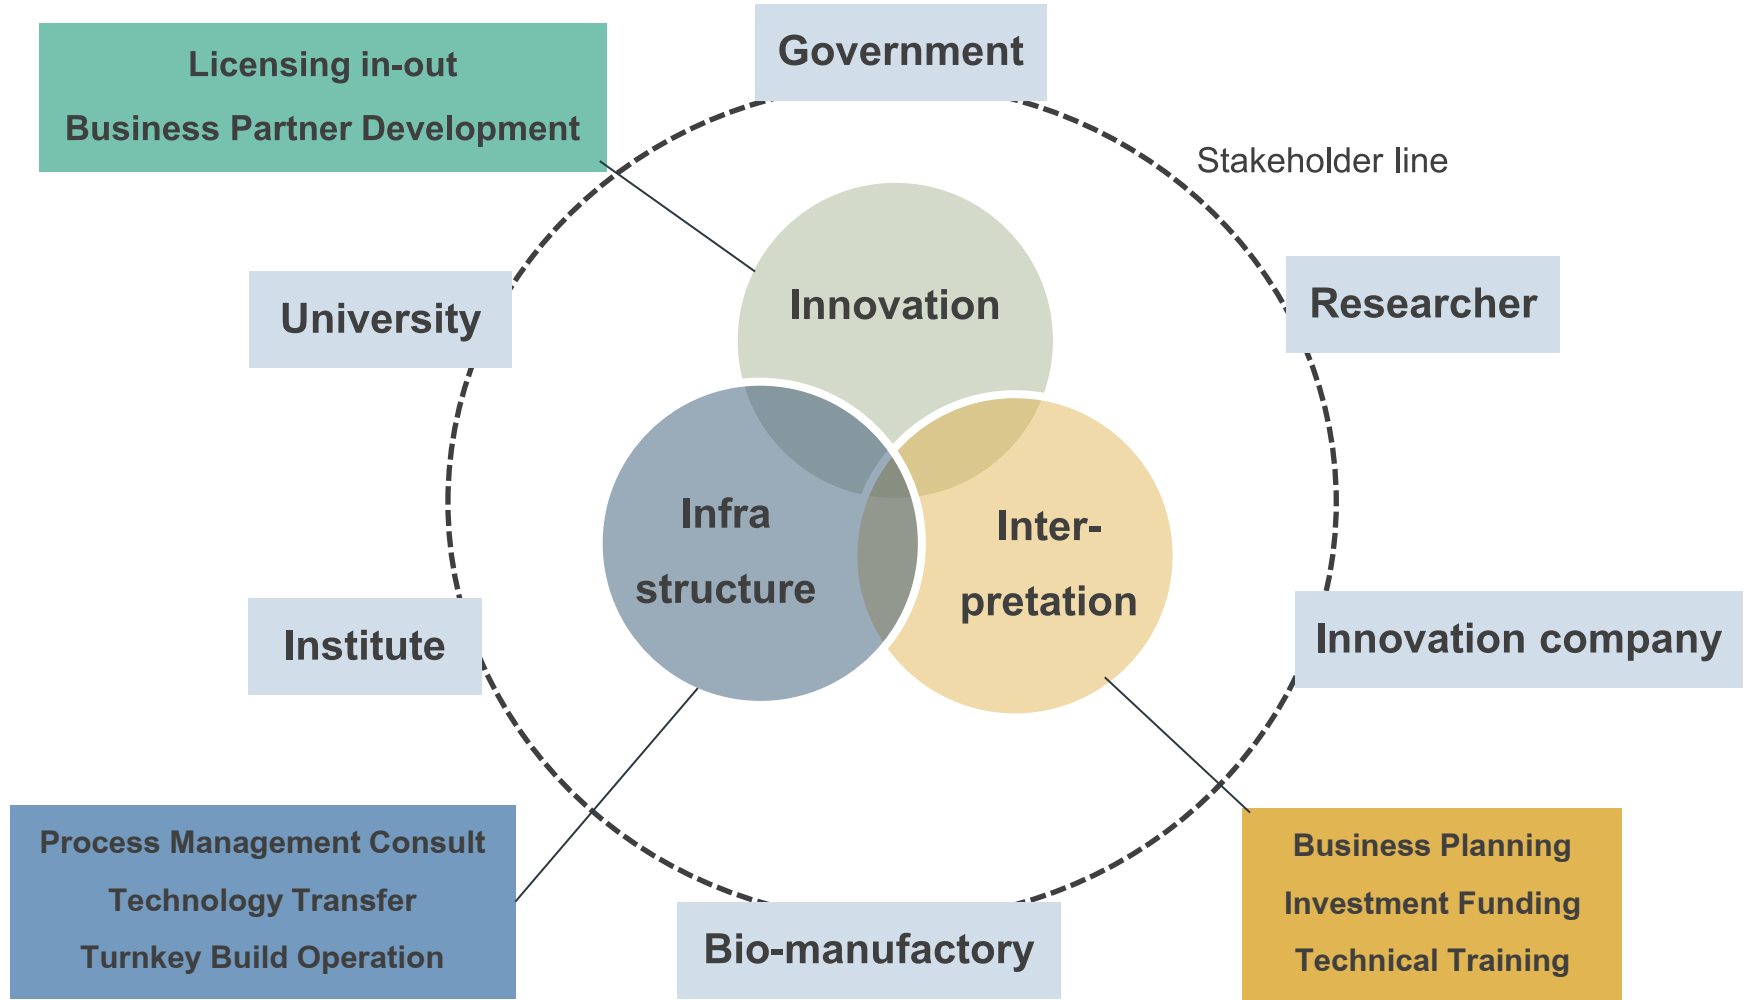 Government
Licensing in-out
Business Partner Development
Stakeholder line
University
Innovation
Researcher
Infra
structure
Inter-
pretation
Institute
Innovation company
Process Management Consult
Technology Transfer
Turnkey Build Operation
Bio-manufactory
Business Planning
Investment Funding
Technical Training